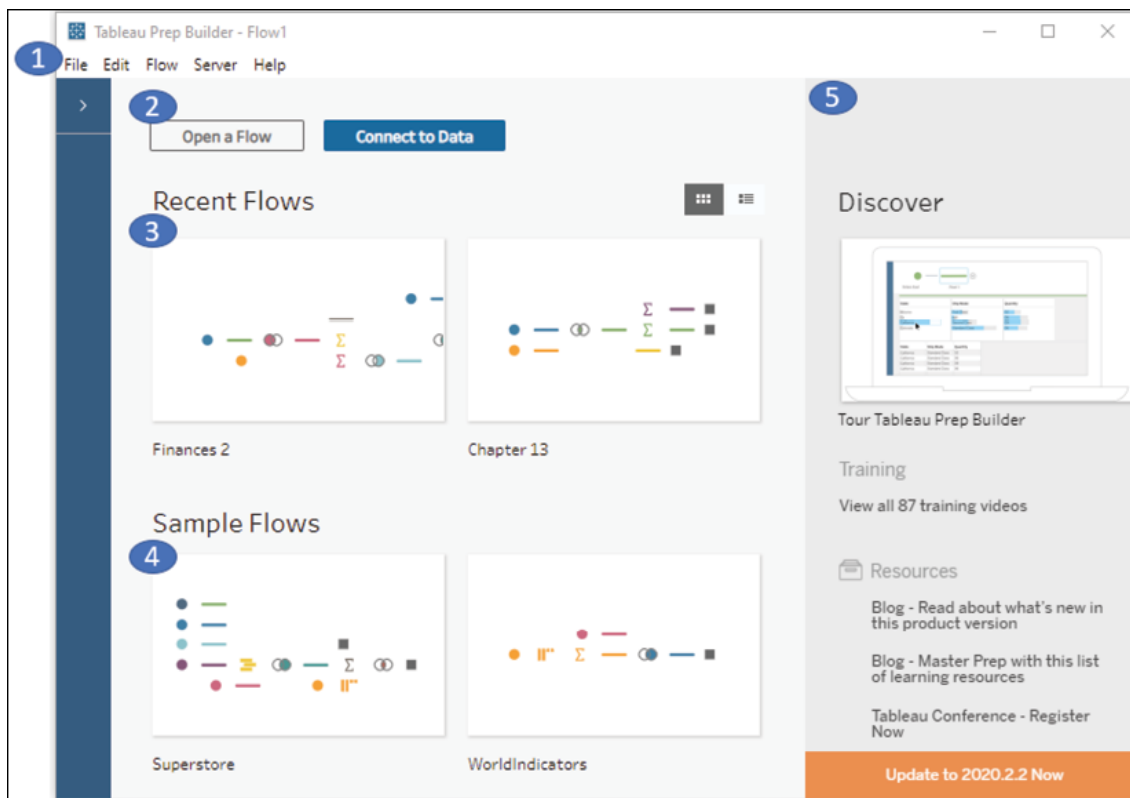 Tableau Prep Builder - Flow1
1
File Edit Flow Server Help
2
Open a Flow
Connect to Data
Recent Flows
3
Finances 2
Chapter 13
Sample Flows
4
Superstore
WorldIndicators
5
Discover
Tour Tableau Prep Builder
Training
View all 87 training videos
Resources
Blog - Read about what's new in
this product version
Blog - Master Prep with this list
of learning resources
Tableau Conference - Register
Now
Update to 2020.2.2 Now